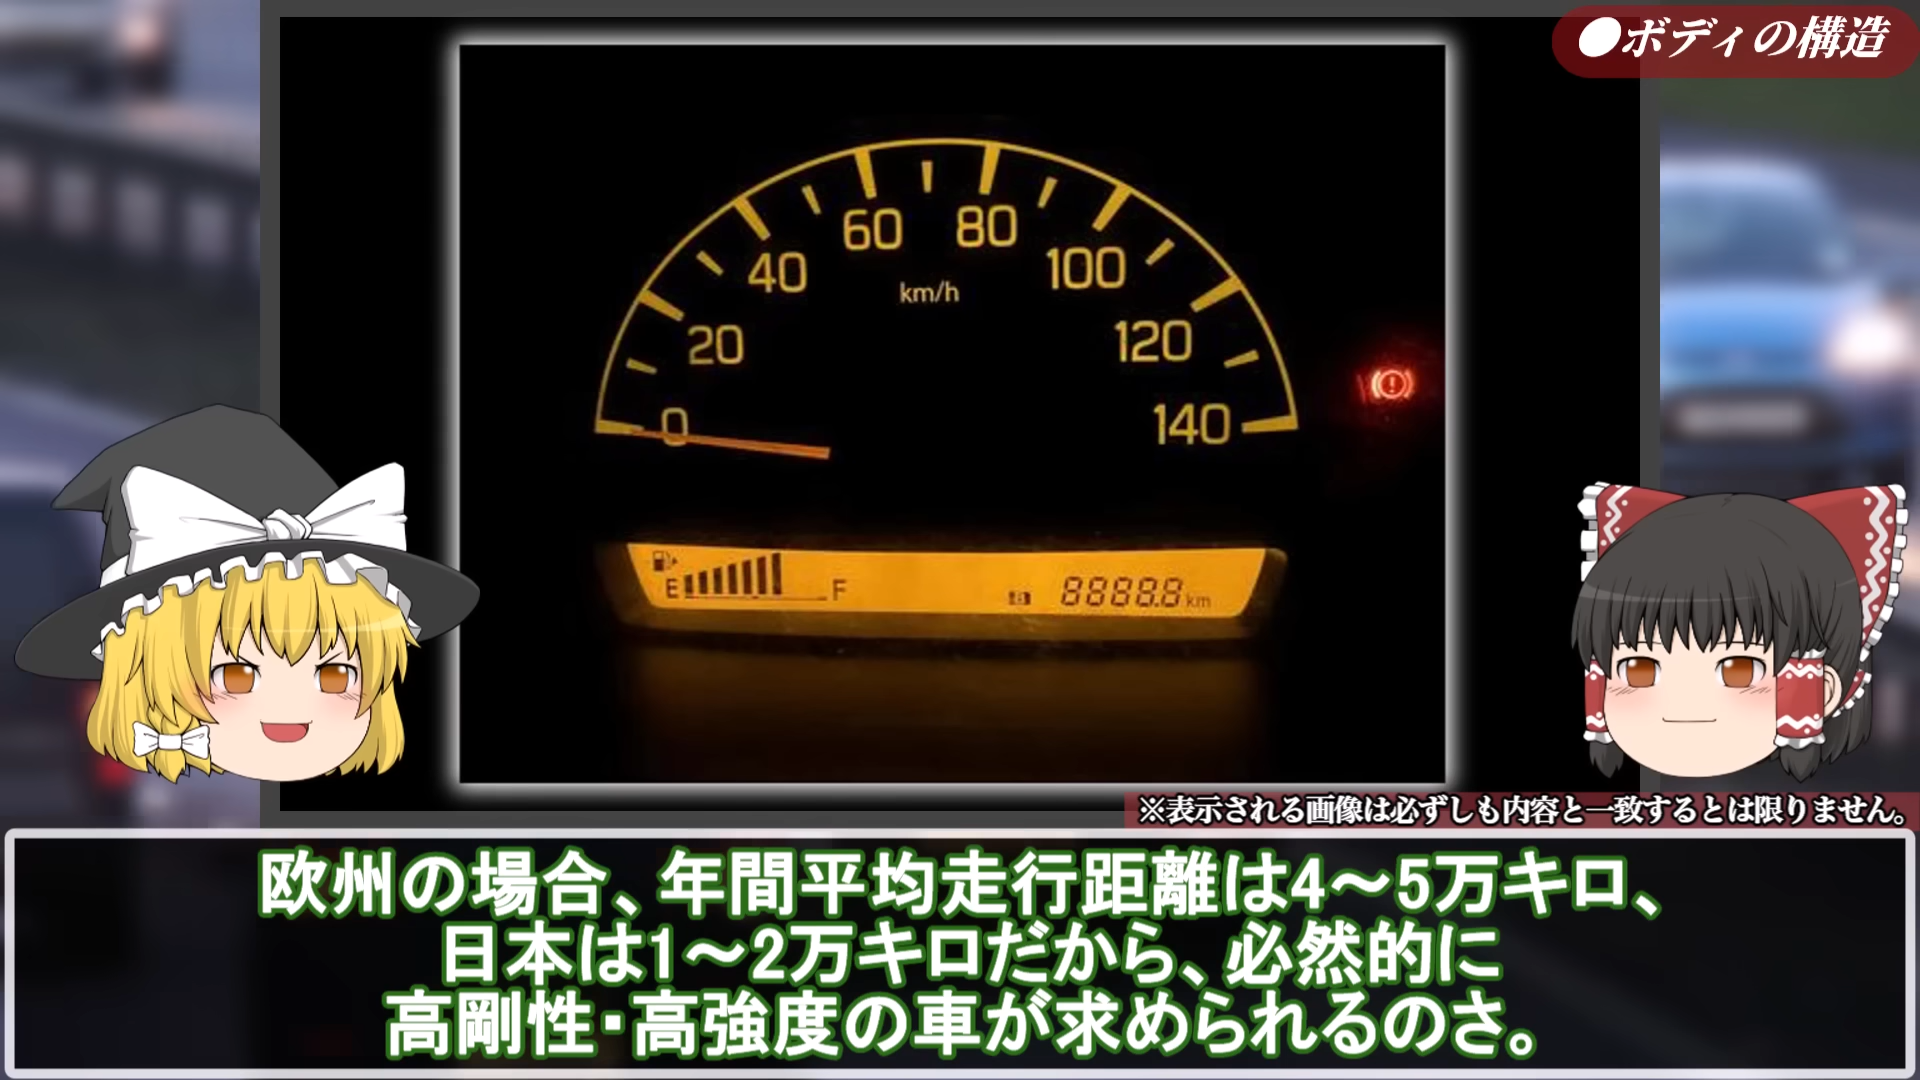 ●ボディの構造
60
80
40
100
km/h
20
120
0
140
E
F
8888.8 km
※表示される画像は必ずしも内容と一致するとは限りません。
欧州の場合、年間平均走行距離は4～5万キロ、
日本は1～2万キロだから、必然的に
高剛性・高強度の車が求められるのさ。